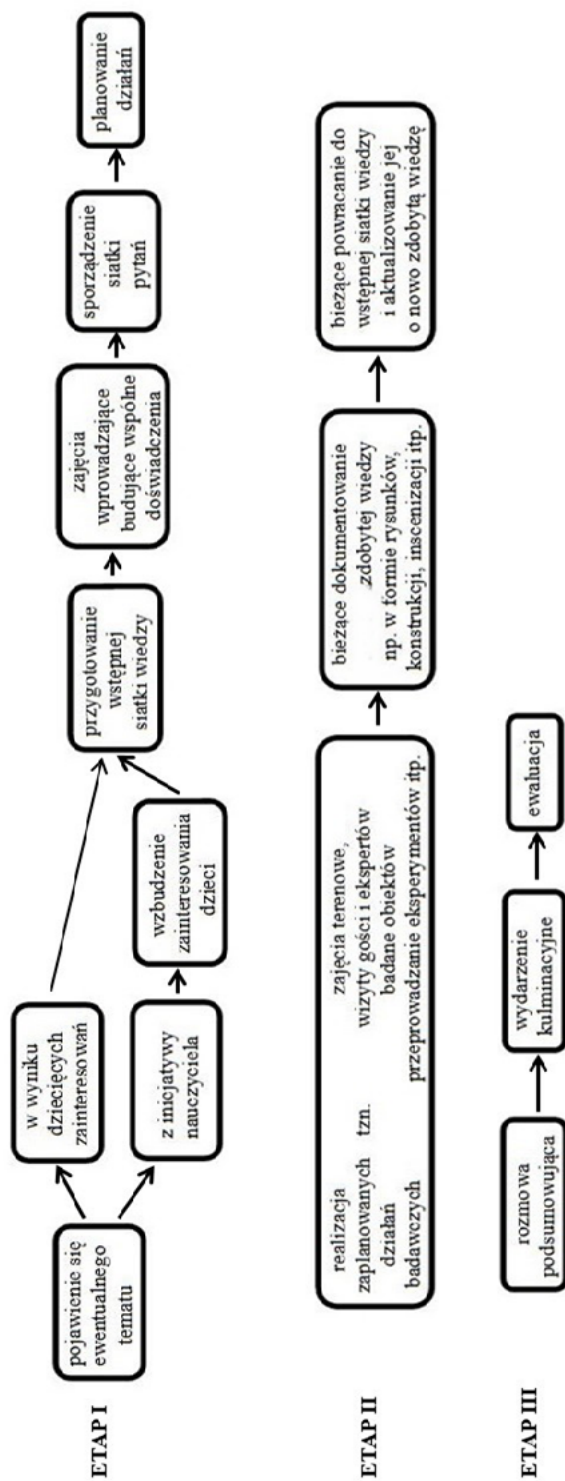 ETAP I
pojawienie się
ewentualnego
tematu
w wyniku
dziecięcych
zainteresowań
z inicjatywy
nauczyciela
wzbudzenie
zainteresowania
dzieci
przygotowanie
wstępnej
siatki wiedzy
zajęcia
wprowadzające
budujące wspólne
doświadczenia
sporządzenie
siatki
pytań
planowanie
działań
ETAP II
realizacja
zaplanowanych
działań
badawczych
tzn.
zajęcia terenowe,
wizyty gości i ekspertów
badane obiektów
przeprowadzanie eksperymentów itp.
bieżące dokumentowanie
zdobytej wiedzy
np. w formie rysunków,
konstrukcji, inscenizacji itp.
bieżące powracanie do
wstępnej siatki wiedzy
i aktualizowanie jej
o nowo zdobytą wiedzę
ETAP III
rozmowa
podsumowująca
wydarzenie
kulminacyjne
ewaluacja